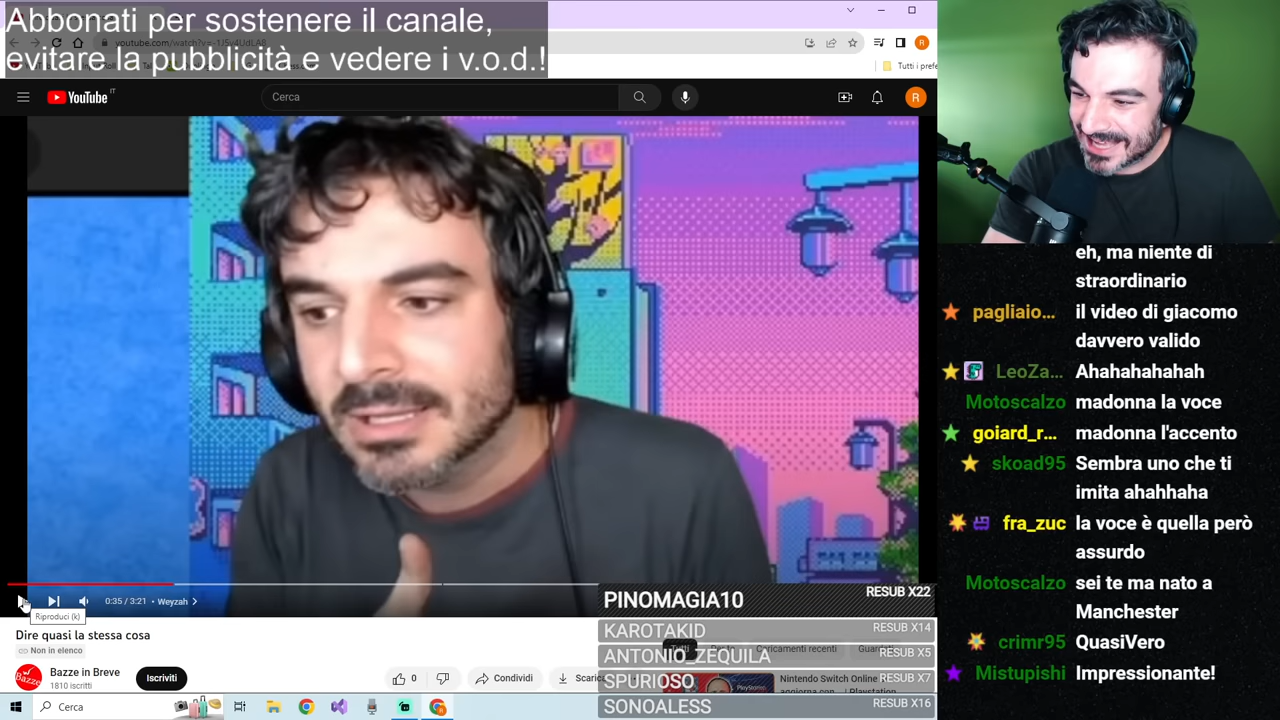 Abbonati per sostenere il canale,
evitare la pubblicità e vedere i v.o.d.!
Tutti i prefe
YouTube IT
Cerca
R
0:35 / 3:21 • Weyzah
Riproduci (k)
Dire quasi la stessa cosa
Non in elenco
Bazze
Bazze in Breve
1810 iscritti
Iscriviti
0
Condividi
Scarica
PINOMAGIA10 RESUB X22
KAROTAKID RESUB X14
Tutti
Caricamenti recenti
ANTONIO_ZEQUILA RESUB X5
SPURIOSO RESUB X7
Nintendo Switch Online
SONOALESS RESUB X16
Cerca
eh, ma niente di
straordinario
pagliaio... il video di giacomo
davvero valido
LeoZa... Ahahahahahah
Motoscalzo madonna la voce
goiard_r... madonna l'accento
skoad95 Sembra uno che ti
imita ahahhaha
fra_zuc la voce è quella però
assurdo
Motoscalzo sei te ma nato a
Manchester
crimr95 QuasiVero
Mistupishi Impressionante!